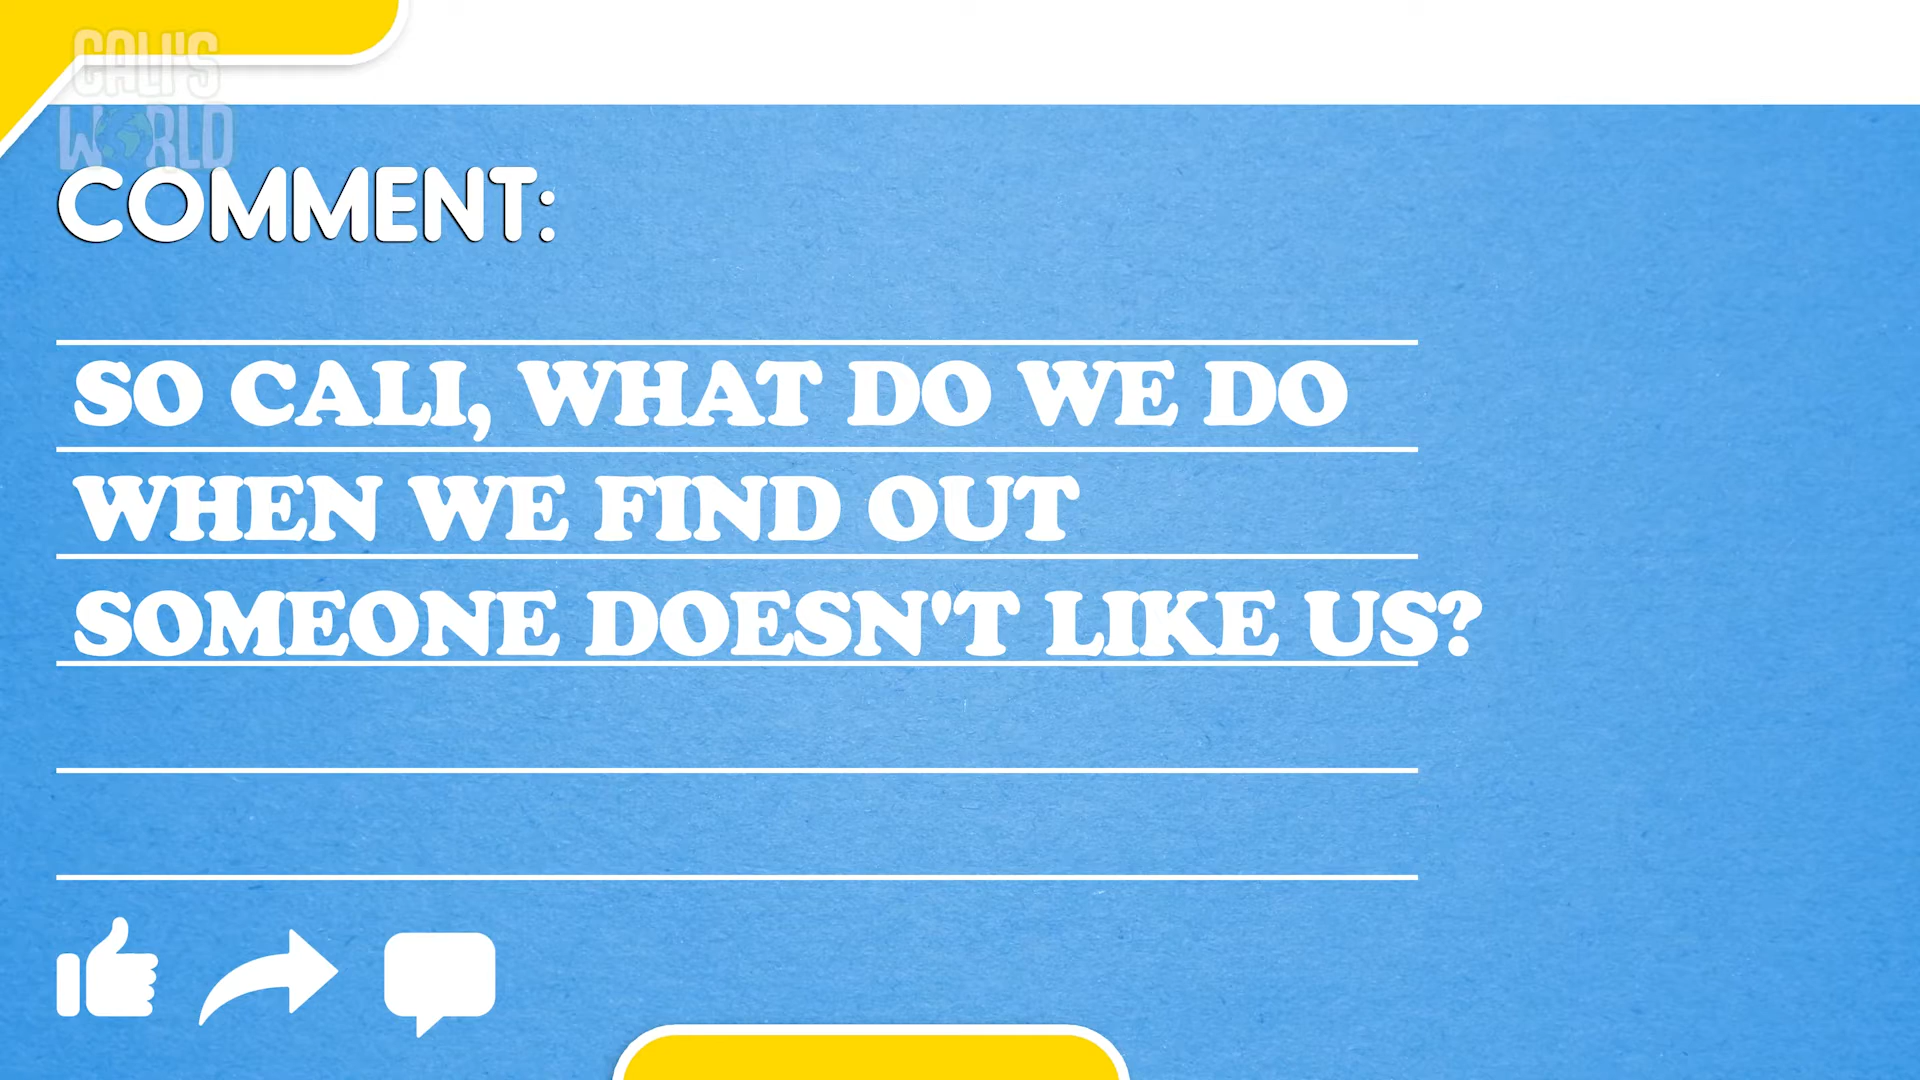 CALI'S
WORLD
COMMENT:
SO CALI, WHAT DO WE DO
WHEN WE FIND OUT
SOMEONE DOESN'T LIKE US?